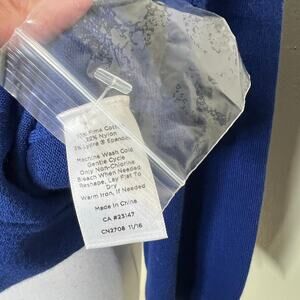 Pima Cotton
22% Nylon
Lycra ® Spandex
Machine Wash Cold
Gentle Cycle
Only Non-Chlorine
Bleach When Needed
Reshape, Lay Flat To
Dry
Warm Iron, If Needed
Made in China
CA #23147
CN2708 11/16